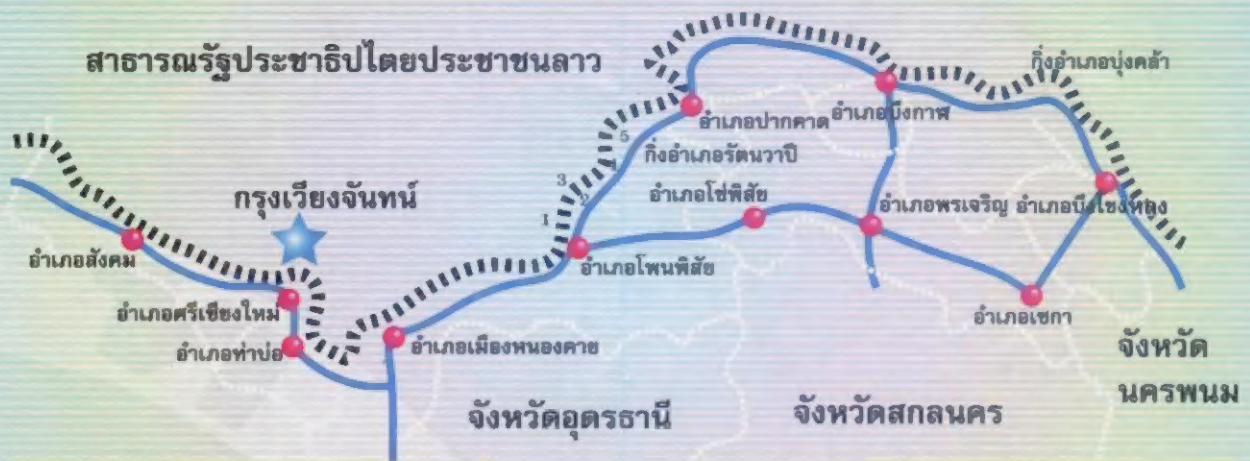 สาธารณรัฐประชาธิปไตยประชาชนลาว
กิ่งอำเภอบุ่งคล้า
อำเภอบึงกาฬ
อำเภอปากคาด
5
4
กิ่งอำเภอรัตนวาปี
3
2
1
กรุงเวียงจันทน์
อำเภอโซ่พิสัย
อำเภอพรเจริญ
อำเภอบึงโขงหลง
อำเภอสังคม
อำเภอโพนพิสัย
อำเภอศรีเชียงใหม่
อำเภอเซกา
อำเภอท่าบ่อ
อำเภอเมืองหนองคาย
จังหวัด
นครพนม
จังหวัดอุดรธานี
จังหวัดสกลนคร